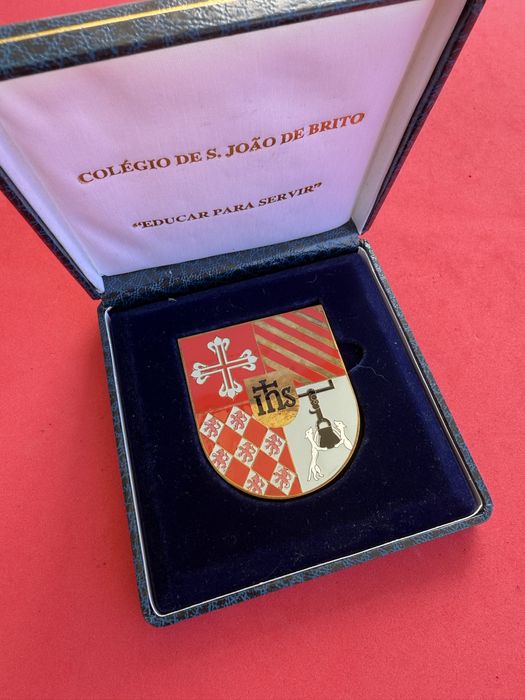 COLÉGIO DE S. JOÃO DE BRITO
“EDUCAR PARA SERVIR”
ihs